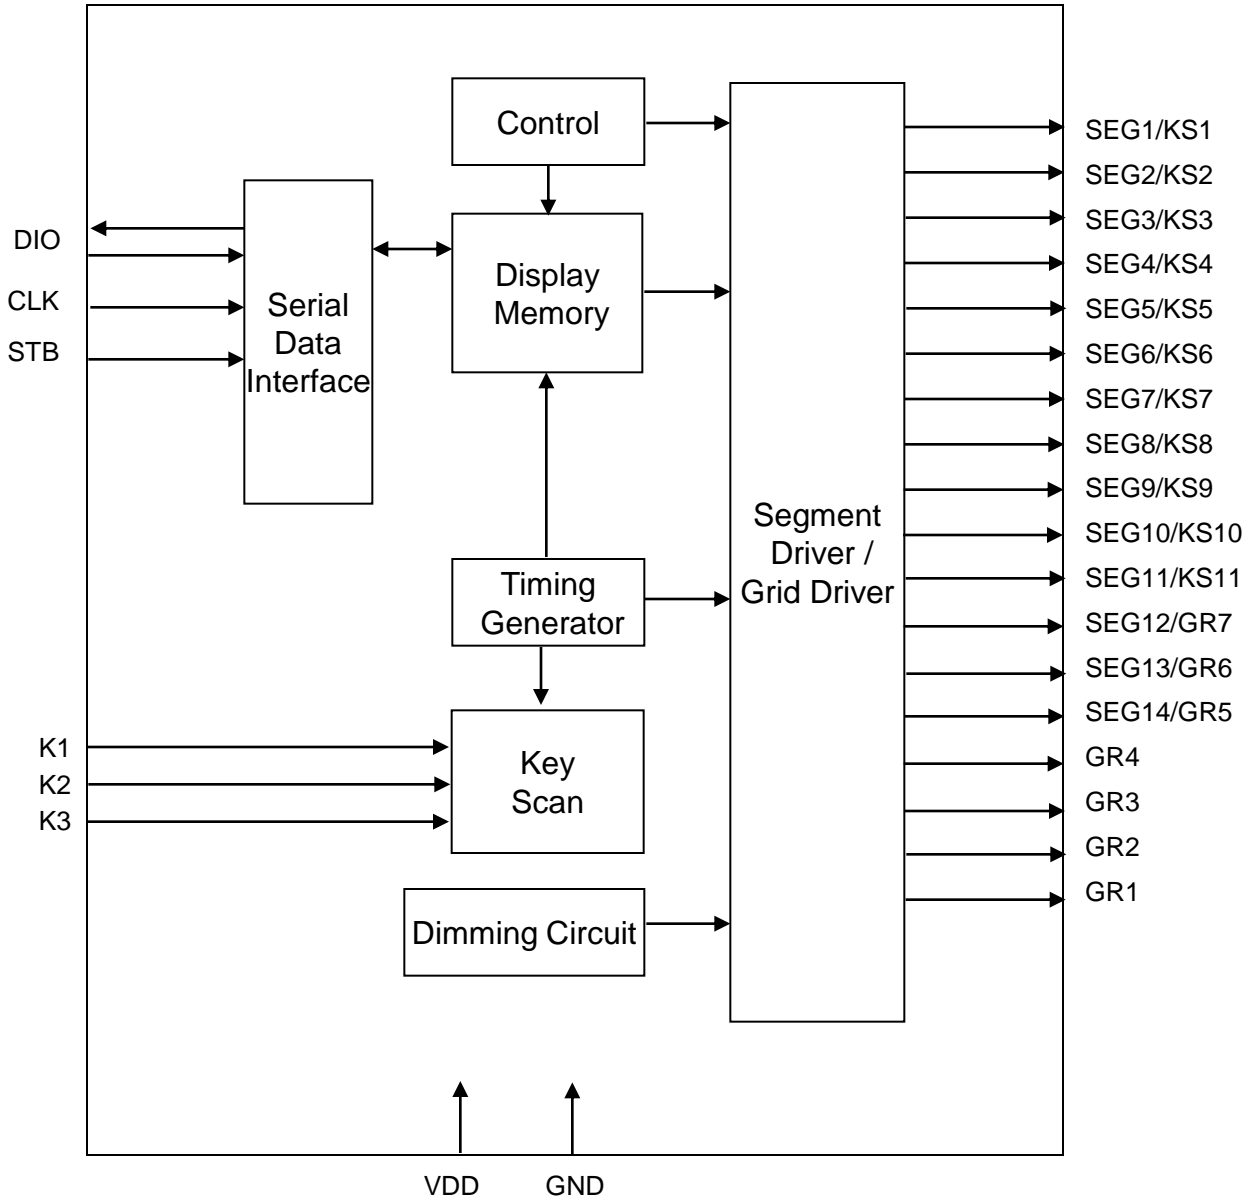 Control
DIO
CLK
STB
Serial
Data
Interface
Display
Memory
Timing
Generator
K1
K2
K3
Key
Scan
Dimming Circuit
Segment
Driver /
Grid Driver
SEG1/KS1
SEG2/KS2
SEG3/KS3
SEG4/KS4
SEG5/KS5
SEG6/KS6
SEG7/KS7
SEG8/KS8
SEG9/KS9
SEG10/KS10
SEG11/KS11
SEG12/GR7
SEG13/GR6
SEG14/GR5
GR4
GR3
GR2
GR1
VDD
GND